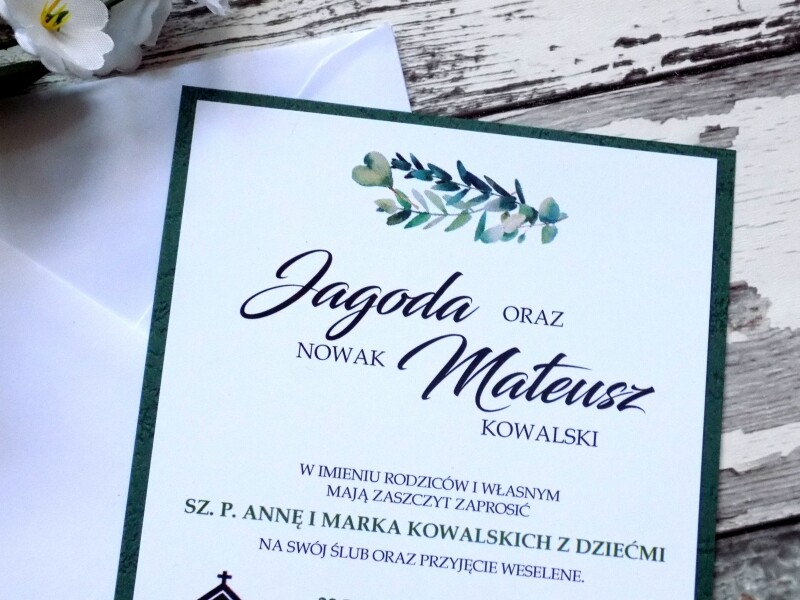 Jagoda ORAZ
NOWAK Mateusz
KOWALSKI
W IMIENIU RODZICÓW I WŁASNYM
MAJĄ ZASZCZYT ZAPROSIĆ
SZ. P. ANNĘ I MARKA KOWALSKICH Z DZIEĆMI
NA SWÓJ ŚLUB ORAZ PRZYJĘCIE WESELENE.